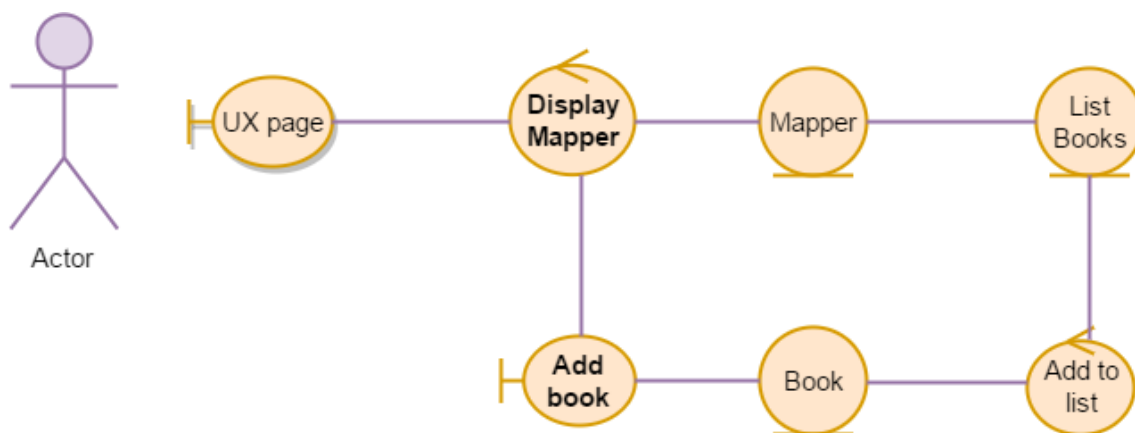 UX page
Display
Mapper
Mapper
List
Books
Actor
Add
book
Book
Add to
list